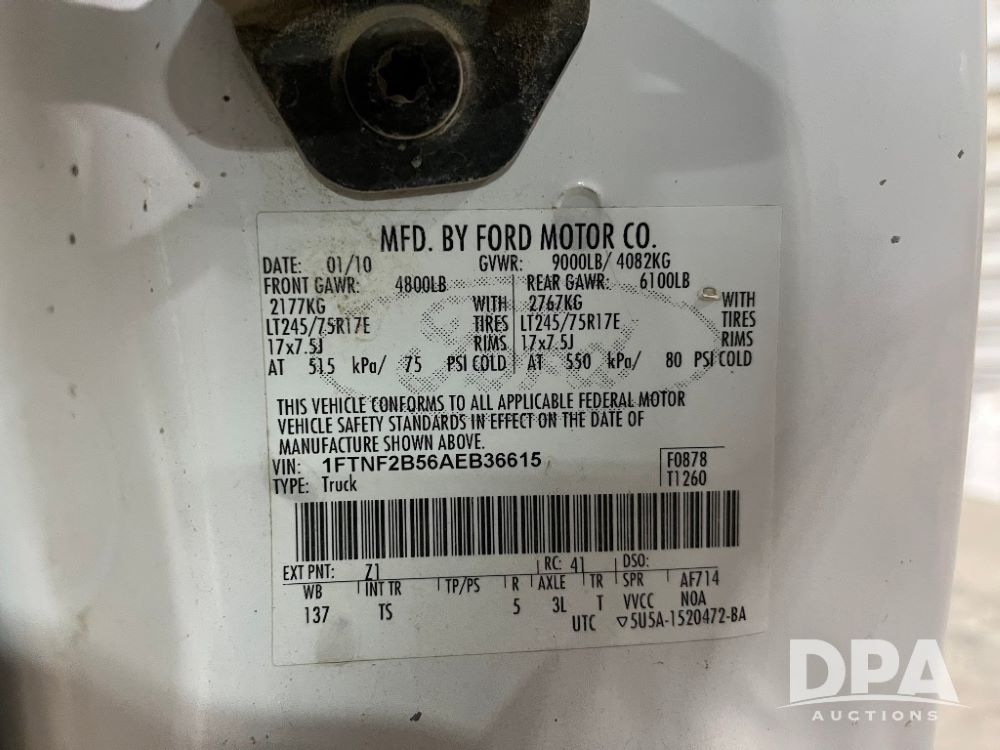 MFD. BY FORD MOTOR CO.
DATE: 01/10 GVWR: 9000LB/ 4082KG
FRONT GAWR: 4800LB REAR GAWR: 6100LB
2177KG WITH 2767KG WITH
LT245/75R17E TIRES LT245/75R17E TIRES
17x7.5J RIMS 17x7.5J RIMS
AT 515 kPa/ 75 PSI COLD AT 550 kPa/ 80 PSI COLD
THIS VEHICLE CONFORMS TO ALL APPLICABLE FEDERAL MOTOR
VEHICLE SAFETY STANDARDS IN EFFECT ON THE DATE OF
MANUFACTURE SHOWN ABOVE.
VIN: 1FTNF2B56AEB36615 F0878
TYPE: Truck T1260
EXT PNT: Z1 RC: 41 DSO:
WB INT TR TP/PS R AXLE TR SPR AF714
137 TS 5 3L T VVCC NOA
UTC ▽5U5A-1520472-BA
DPA
AUCTIONS